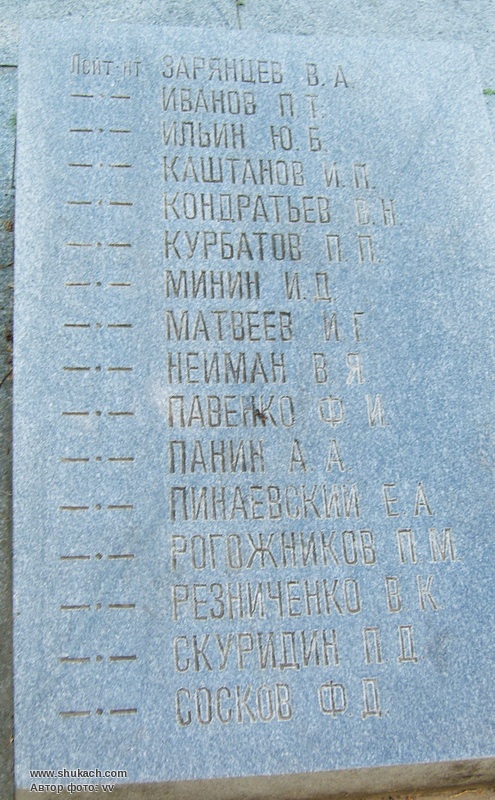 Лейт-нт ЗАРЯНЦЕВ В.А.
—·— ИВАНОВ П.Т.
—·— ИЛЬИН Ю.Б.
—·— КАШТАНОВ И.П.
—·— КОНДРАТЬЕВ В.Н.
—·— КУРБАТОВ П.П.
—·— МИНИН И.Д.
—·— МАТВЕЕВ И.Г.
—·— НЕИМАН В.Я.
—·— ПАВЕНКО Ф.И.
—·— ПАНИН А.А.
—·— ПИНАЕВСКИЙ Е.А.
—·— РОГОЖНИКОВ П.М.
—·— РЕЗНИЧЕНКО В.К.
—·— СКУРИДИН П.Д.
—·— СОСКОВ Ф.Д.
www.shukach.com
Автор фото: vv